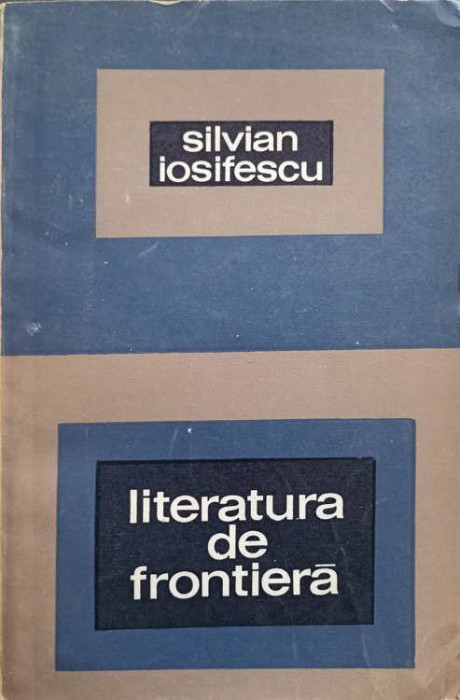 silvian
iosifescu
literatura
de
frontieră